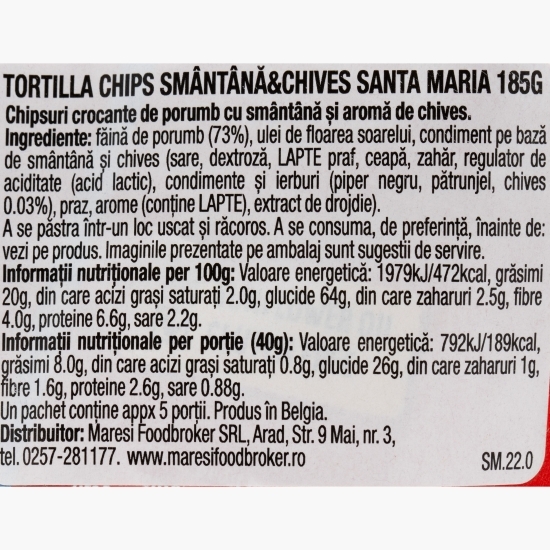 TORTILLA CHIPS SMÂNTÂNĂ&CHIVES SANTA MARIA 185G
Chipsuri crocante de porumb cu smântână și aromă de chives.
Ingrediente: făină de porumb (73%), ulei de floarea soarelui, condiment pe bază
de smântână și chives (sare, dextroză, LAPTE praf, ceapă, zahăr, regulator de
aciditate (acid lactic), condimente și ierburi (piper negru, pătrunjel, chives
0.03%), praz, arome (conține LAPTE), extract de drojdie).
A se păstra într-un loc uscat și răcoros. A se consuma, de preferință, înainte de:
vezi pe produs. Imaginile prezentate pe ambalaj sunt sugestii de servire.
Informații nutriționale per 100g: Valoare energetică: 1979kJ/472kcal, grăsimi
20g, din care acizi grași saturați 2.0g, glucide 64g, din care zaharuri 2.5g, fibre
4.0g, proteine 6.6g, sare 2.2g.
Informații nutriționale per portie (40g): Valoare energetică: 792kJ/189kcal,
grăsimi 8.0g, din care acizi grași saturați 0.8g, glucide 26g, din care zaharuri 1g,
fibre 1.6g, proteine 2.6g, sare 0.88g.
Un pachet conține appx 5 porții. Produs în Belgia.
Distribuitor: Maresi Foodbroker SRL, Arad, Str. 9 Mai, nr. 3,
tel. 0257-281177. www.maresifoodbroker.ro
SM.22.0